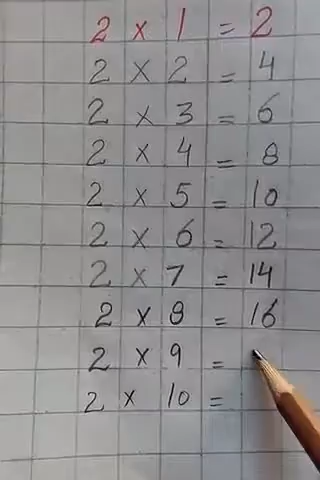 2 × 1 = 2
2 × 2 = 4
2 × 3 = 6
2 × 4 = 8
2 × 5 = 10
2 × 6 = 12
2 × 7 = 14
2 × 8 = 16
2 × 9 =
2 × 10 =